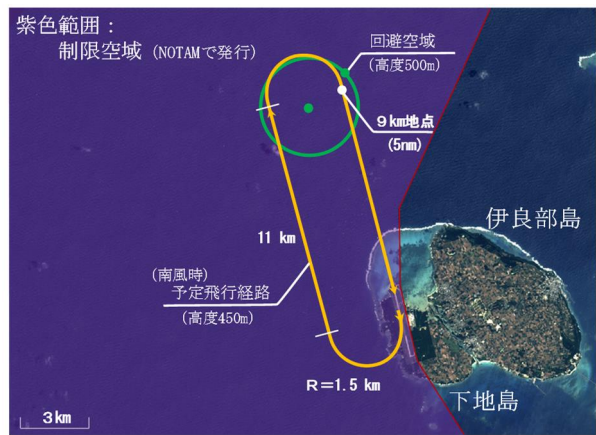 紫色範囲：
制限空域 (NOTAMで発行)
回避空域
(高度500m)
９km地点
(5nm)
伊良部島
11 km
(南風時)
予定飛行経路
(高度450m)
Ｒ＝1.5 km
下地島
3km